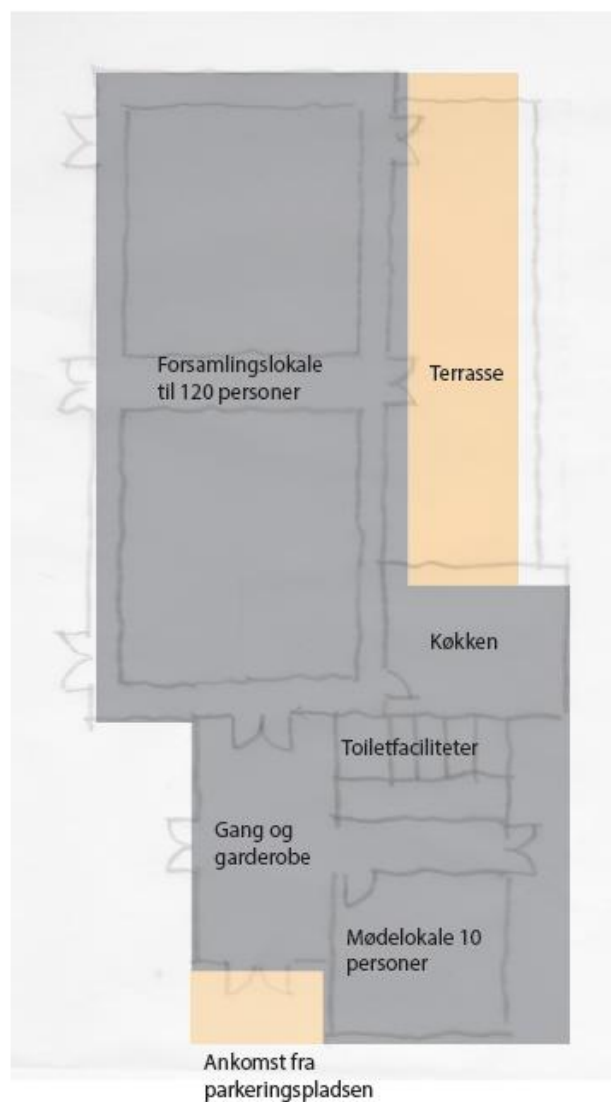 Forsamlingslokale
til 120 personer
Terrasse
Køkken
Toiletfaciliteter
Gang og
garderobe
Mødelokale 10
personer
Ankomst fra
parkeringspladsen